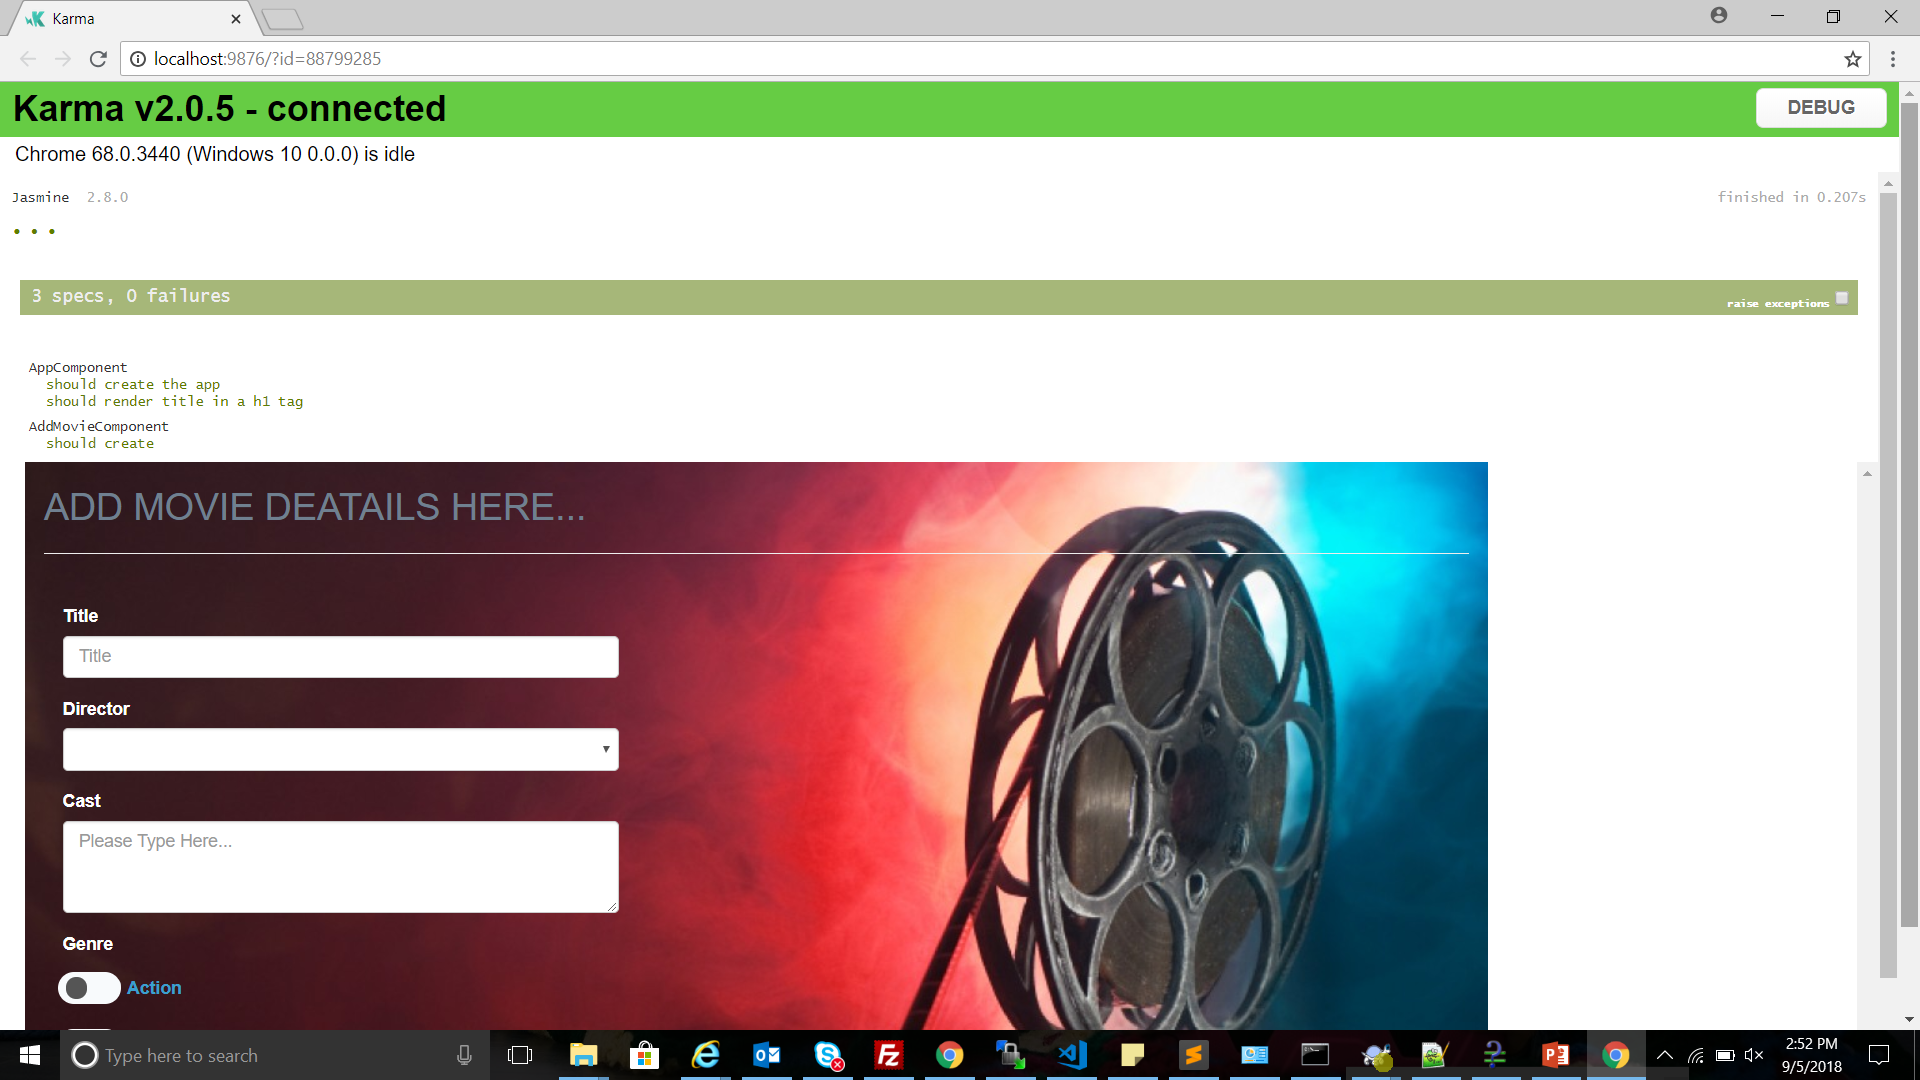 Karma
localhost:9876/?id=88799285
Karma v2.0.5 - connected
DEBUG
Chrome 68.0.3440 (Windows 10 0.0.0) is idle
Jasmine 2.8.0
finished in 0.207s
3 specs, 0 failures
raise exceptions
AppComponent
should create the app
should render title in a h1 tag
AddMovieComponent
should create
ADD MOVIE DEATAILS HERE...
Title
Title
Director
Cast
Please Type Here...
Genre
Action
Type here to search
2:52 PM
9/5/2018